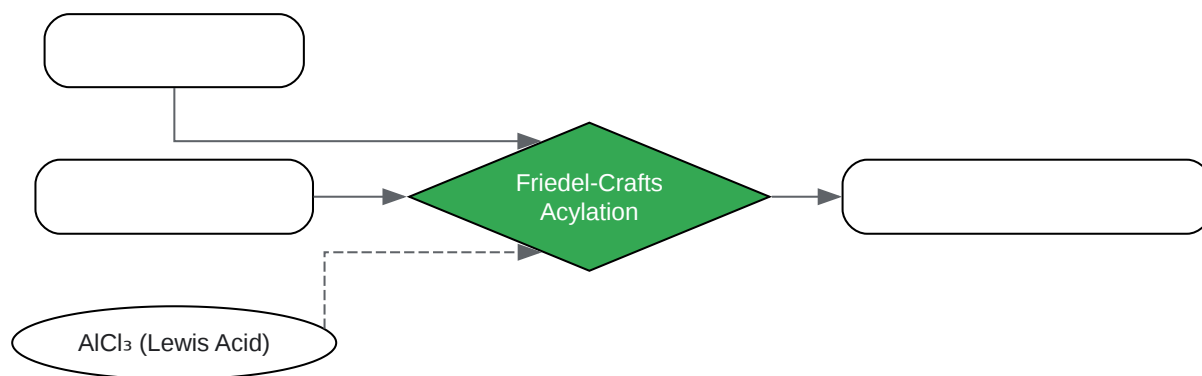 Friedel-Crafts
Acylation
AlCl₃ (Lewis Acid)